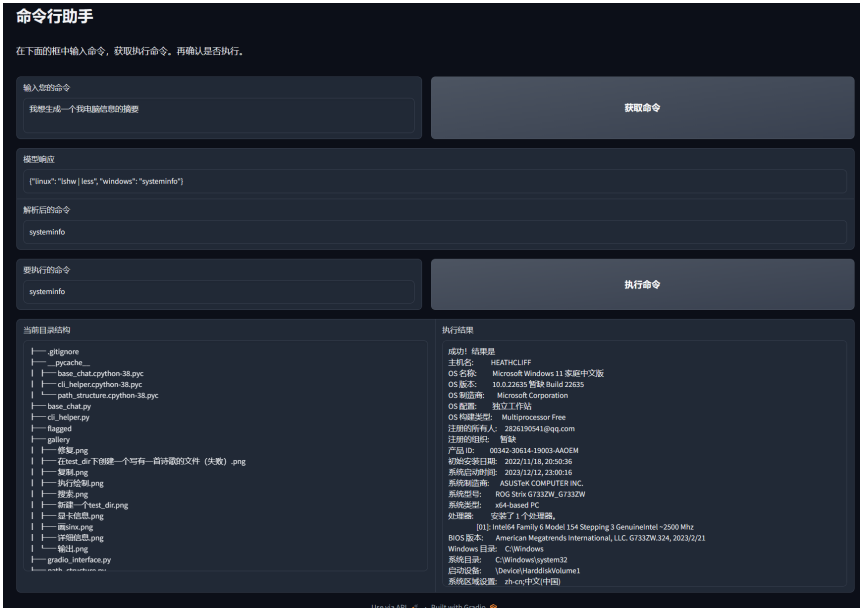 命令行助手
在下面的框中输入命令，获取执行命令。再确认是否执行。
输入您的命令
我想生成一个我电脑信息的摘要
获取命令
模型响应
{"linux": "lshw | less", "windows": "systeminfo"}
解析后的命令
systeminfo
要执行的命令
systeminfo
执行命令
当前目录结构
├── .gitignore
├── __pycache__
| ├── base_chat.cpython-38.pyc
| ├── cli_helper.cpython-38.pyc
| └── path_structure.cpython-38.pyc
├── base_chat.py
├── cli_helper.py
├── flagged
├── gallery
| ├── 修复.png
| ├── 在test_dir下创建一个写有一首诗歌的文件（失败）.png
| ├── 复制.png
| ├── 执行绘制.png
| ├── 搜索.png
| ├── 新建一个test_dir.png
| ├── 显卡信息.png
| ├── 画sinx.png
| ├── 详细信息.png
| └── 输出.png
├── gradio_interface.py
├── path_structure.py
执行结果
成功！结果是
主机名: HEATHCLIFF
OS 名称: Microsoft Windows 11 家庭中文版
OS 版本: 10.0.22635 暂缺 Build 22635
OS 制造商: Microsoft Corporation
OS 配置: 独立工作站
OS 构建类型: Multiprocessor Free
注册的所有人: 2826190541@qq.com
注册的组织: 暂缺
产品 ID: 00342-30614-19003-AAOEM
初始安装日期: 2022/11/18, 20:50:36
系统启动时间: 2023/12/12, 23:00:16
系统制造商: ASUSTeK COMPUTER INC.
系统型号: ROG Strix G733ZW_G733ZW
系统类型: x64-based PC
处理器: 安装了 1 个处理器。
[01]: Intel64 Family 6 Model 154 Stepping 3 GenuineIntel ~2500 Mhz
BIOS 版本: American Megatrends International, LLC. G733ZW.324, 2023/2/21
Windows 目录: C:\Windows
系统目录: C:\Windows\system32
启动设备: \Device\HarddiskVolume1
系统区域设置: zh-cn;中文(中国)
Use via API · Built with Gradio